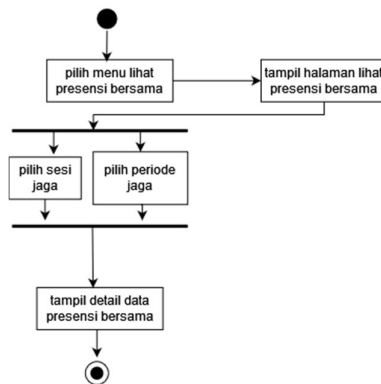 pilih menu lihat
presensi bersama
tampil halaman lihat
presensi bersama
pilih sesi
jaga
pilih periode
jaga
tampil detail data
presensi bersama